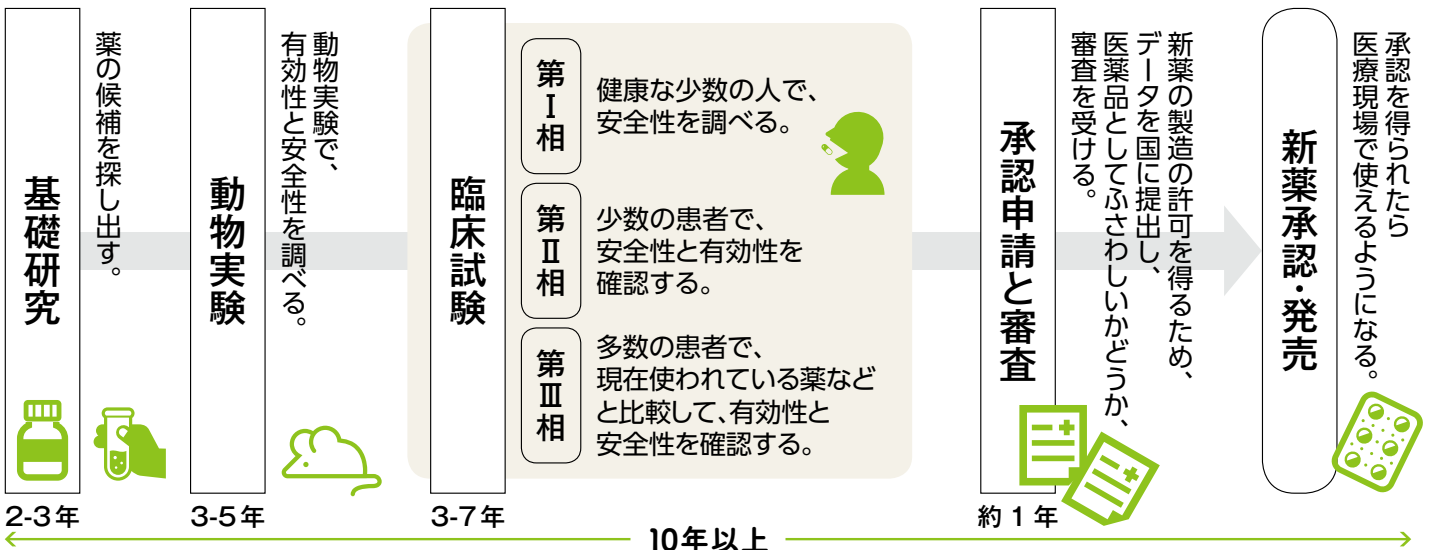 基礎研究
薬の候補を探し出す。
2-3年
動物実験
動物実験で、
有効性と安全性を調べる。
3-5年
臨床試験
第Ⅰ相
健康な少数の人で、
安全性を調べる。
第Ⅱ相
少数の患者で、
安全性と有効性を
確認する。
第Ⅲ相
多数の患者で、
現在使われている薬など
と比較して、有効性と
安全性を確認する。
3-7年
承認申請と審査
新薬の製造の許可を得るため、
データを国に提出し、
医薬品としてふさわしいかどうか、
審査を受ける。
約1年
新薬承認・発売
承認を得られたら
医療現場で使えるようになる。
10年以上